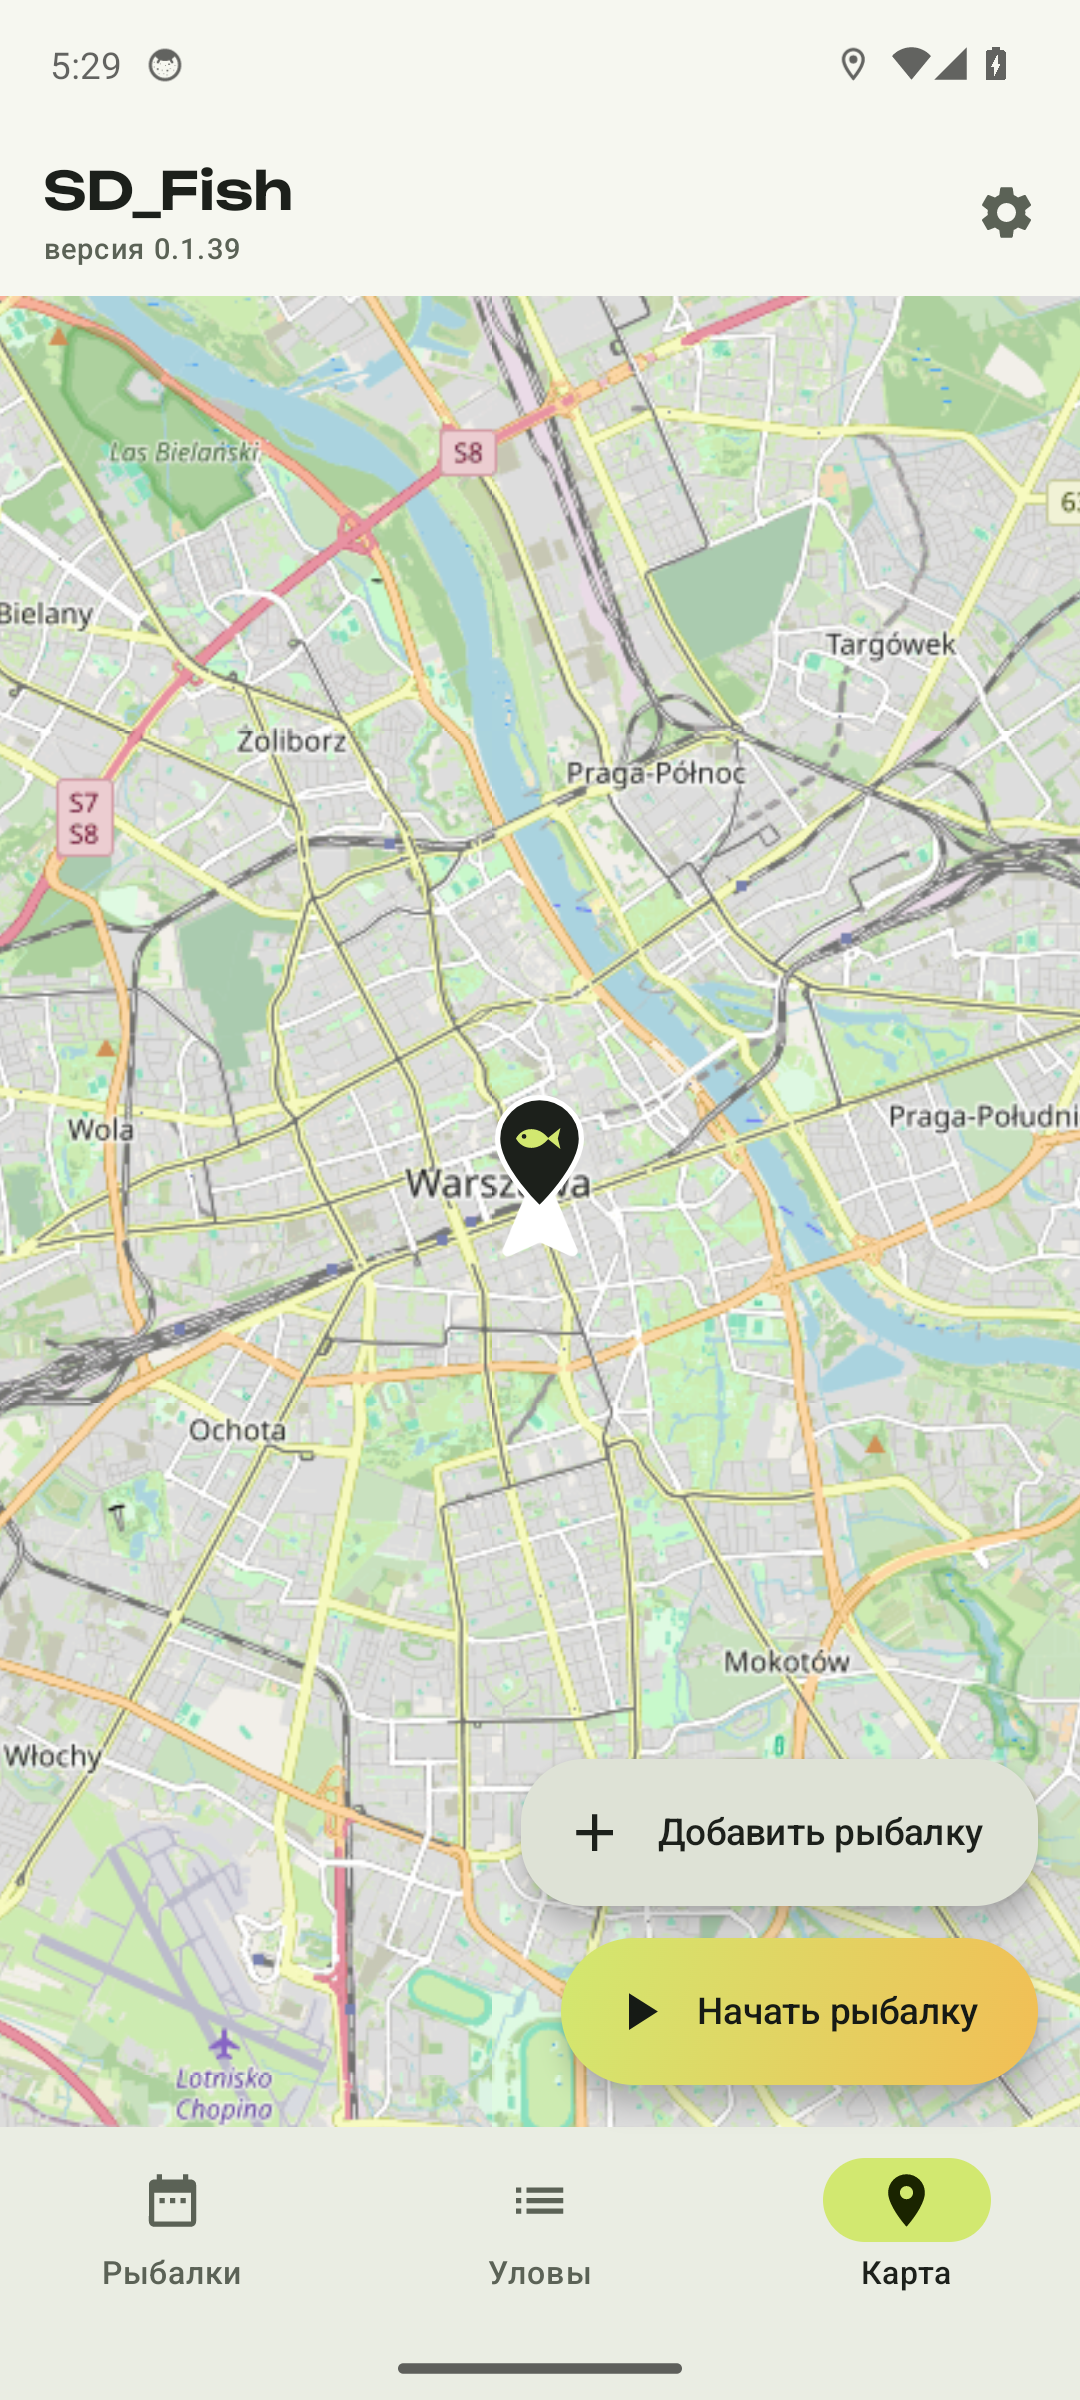 5:29
SD_Fish
версия 0.1.39
Las Bielański
S8
Bielany
Targówek
Żoliborz
Praga-Północ
S7
S8
Wola
Praga-Południ
Ochota
Mokotów
Włochy
Добавить рыбалку
Начать рыбалку
Lotnisko
Chopina
Рыбалки
Уловы
Карта